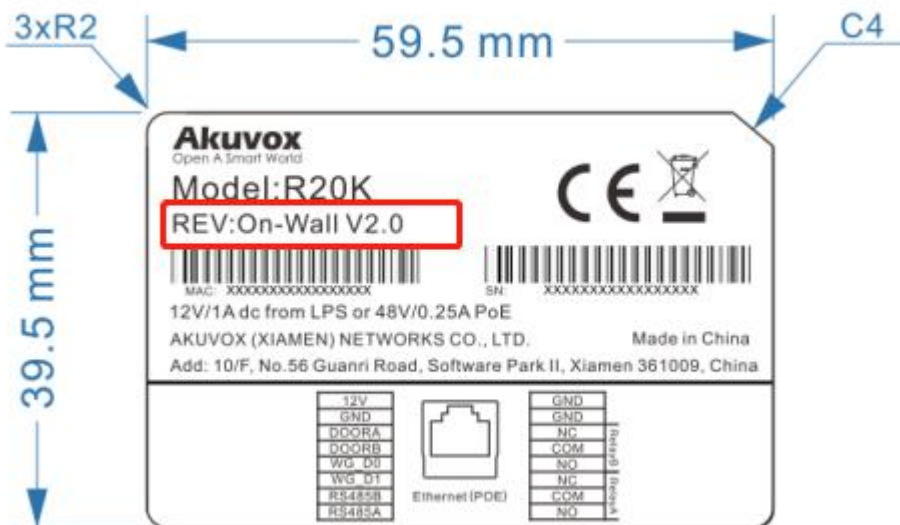 3xR2
59.5 mm
C4
39.5 mm
Akuvox
Open A Smart World
Model:R20K
REV:On-Wall V2.0
CE
MAC: XXXXXXXXXXXXXXXXX
SN: XXXXXXXXXXXXXXXXX
12V/1A dc from LPS or 48V/0.25A PoE
AKUVOX (XIAMEN) NETWORKS CO., LTD.
Made in China
Add: 10/F, No.56 Guanri Road, Software Park II, Xiamen 361009, China
12V
GND
DOORA
DOORB
WG_D0
WG_D1
RS485B
RS485A
Ethernet(POE)
GND
GND
NC
COM
NO
NC
COM
NO
RelayB
RelayA